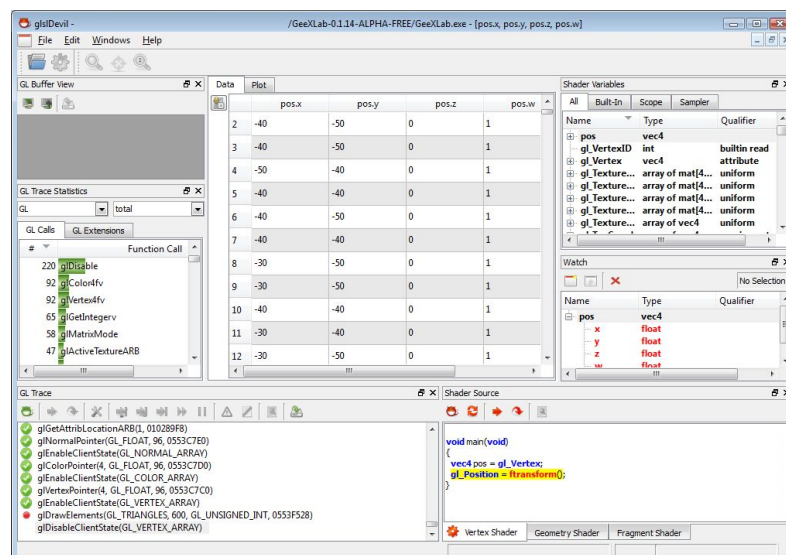 glslDevil - /GeeXLab-0.1.14-ALPHA-FREE/GeeXLab.exe - [pos.x, pos.y, pos.z, pos.w]
File Edit Windows Help
GL Buffer View
GL Trace Statistics
GL total
GL Calls GL Extensions
# Function Call
220 glDisable
92 glColor4fv
92 glVertex4fv
65 glGetIntegerv
58 glMatrixMode
47 glActiveTextureARB
Data Plot
pos.x pos.y pos.z pos.w
2 -40 -50 0 1
3 -40 -50 0 1
4 -50 -40 0 1
5 -40 -40 0 1
6 -40 -50 0 1
7 -40 -40 0 1
8 -30 -50 0 1
9 -30 -50 0 1
10 -40 -40 0 1
11 -30 -40 0 1
12 -30 -50 0 1
Shader Variables
All Built-In Scope Sampler
Name Type Qualifier
pos vec4
gl_VertexID int builtin read
gl_Vertex vec4 attribute
gl_Texture... array of mat[4... uniform
gl_Texture... array of mat[4... uniform
gl_Texture... array of mat[4... uniform
gl_Texture... array of vec4 uniform
Watch
No Selection
Name Type Qualifier
pos vec4
x float
y float
z float
w float
GL Trace
glGetAttribLocationARB(1, 010289F8)
glNormalPointer(GL_FLOAT, 96, 0553C7E0)
glEnableClientState(GL_NORMAL_ARRAY)
glColorPointer(4, GL_FLOAT, 96, 0553C7D0)
glEnableClientState(GL_COLOR_ARRAY)
glVertexPointer(4, GL_FLOAT, 96, 0553C7C0)
glEnableClientState(GL_VERTEX_ARRAY)
glDrawElements(GL_TRIANGLES, 600, GL_UNSIGNED_INT, 0553F528)
glDisableClientState(GL_VERTEX_ARRAY)
Shader Source
void main(void)
{
vec4 pos = gl_Vertex;
gl_Position = ftransform();
}
Vertex Shader Geometry Shader Fragment Shader